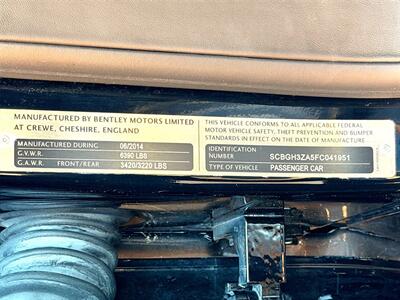 MANUFACTURED BY BENTLEY MOTORS LIMITED
AT CREWE, CHESHIRE, ENGLAND
MANUFACTURED DURING 06/2014
G.V.W.R. 6390 LBS
G.A.W.R. FRONT/REAR 3420/3220 LBS
THIS VEHICLE CONFORMS TO ALL APPLICABLE FEDERAL
MOTOR VEHICLE SAFETY, THEFT PREVENTION AND BUMPER
STANDARDS IN EFFECT ON THE DATE OF MANUFACTURE
IDENTIFICATION
NUMBER SCBGH3ZA5FC041951
TYPE OF VEHICLE PASSENGER CAR